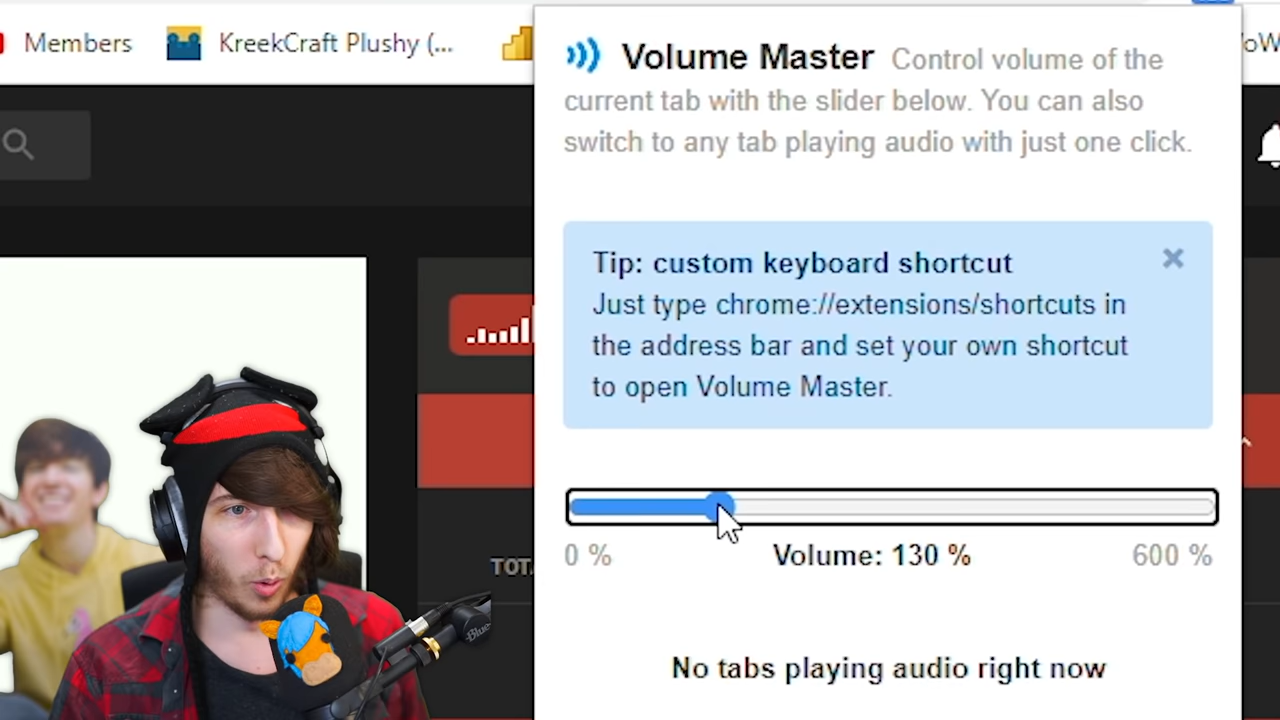 Members
KreekCraft Plushy (...
Volume Master Control volume of the
current tab with the slider below. You can also
switch to any tab playing audio with just one click.
Tip: custom keyboard shortcut
Just type chrome://extensions/shortcuts in
the address bar and set your own shortcut
to open Volume Master.
0 %
Volume: 130 %
600 %
TOT
No tabs playing audio right now
Blue